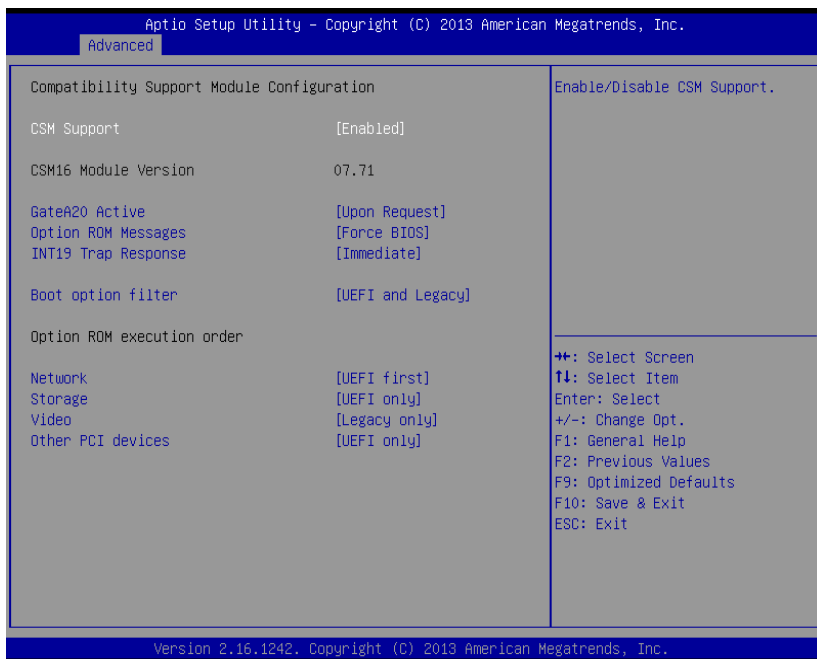 Aptio Setup Utility – Copyright (C) 2013 American Megatrends, Inc.
Advanced
Compatibility Support Module Configuration
CSM Support [Enabled]
CSM16 Module Version 07.71
GateA20 Active [Upon Request]
Option ROM Messages [Force BIOS]
INT19 Trap Response [Immediate]
Boot option filter [UEFI and Legacy]
Option ROM execution order
Network [UEFI first]
Storage [UEFI only]
Video [Legacy only]
Other PCI devices [UEFI only]
Enable/Disable CSM Support.
→←: Select Screen
↑↓: Select Item
Enter: Select
+/-: Change Opt.
F1: General Help
F2: Previous Values
F9: Optimized Defaults
F10: Save & Exit
ESC: Exit
Version 2.16.1242. Copyright (C) 2013 American Megatrends, Inc.